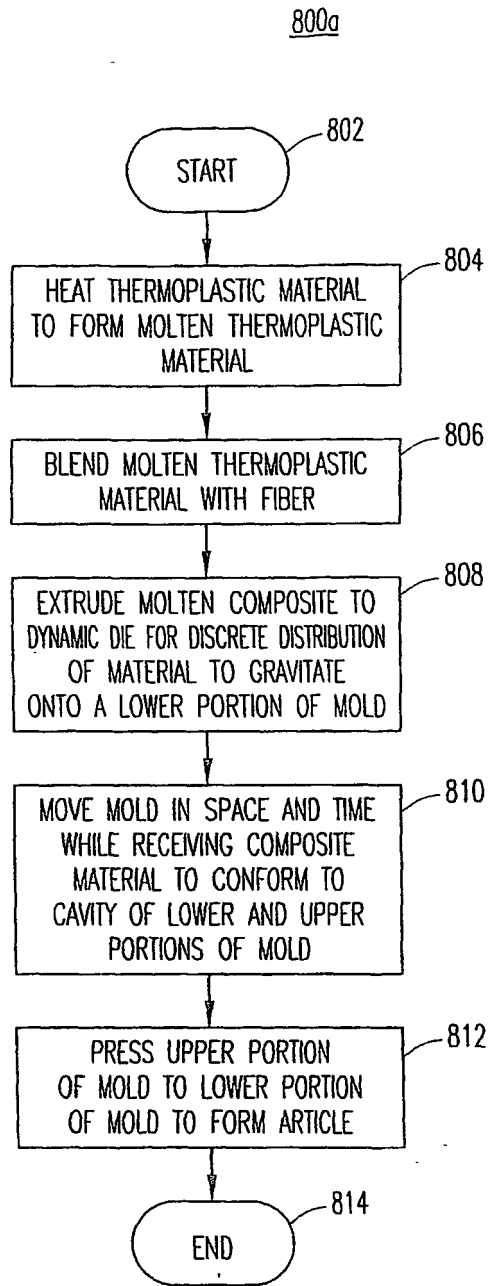 800a
802
START
804
HEAT THERMOPLASTIC MATERIAL
TO FORM MOLTEN THERMOPLASTIC
MATERIAL
806
BLEND MOLTEN THERMOPLASTIC
MATERIAL WITH FIBER
808
EXTRUDE MOLTEN COMPOSITE TO
DYNAMIC DIE FOR DISCRETE DISTRIBUTION
OF MATERIAL TO GRAVITATE
ONTO A LOWER PORTION OF MOLD
810
MOVE MOLD IN SPACE AND TIME
WHILE RECEIVING COMPOSITE
MATERIAL TO CONFORM TO
CAVITY OF LOWER AND UPPER
PORTIONS OF MOLD
812
PRESS UPPER PORTION
OF MOLD TO LOWER PORTION
OF MOLD TO FORM ARTICLE
814
END